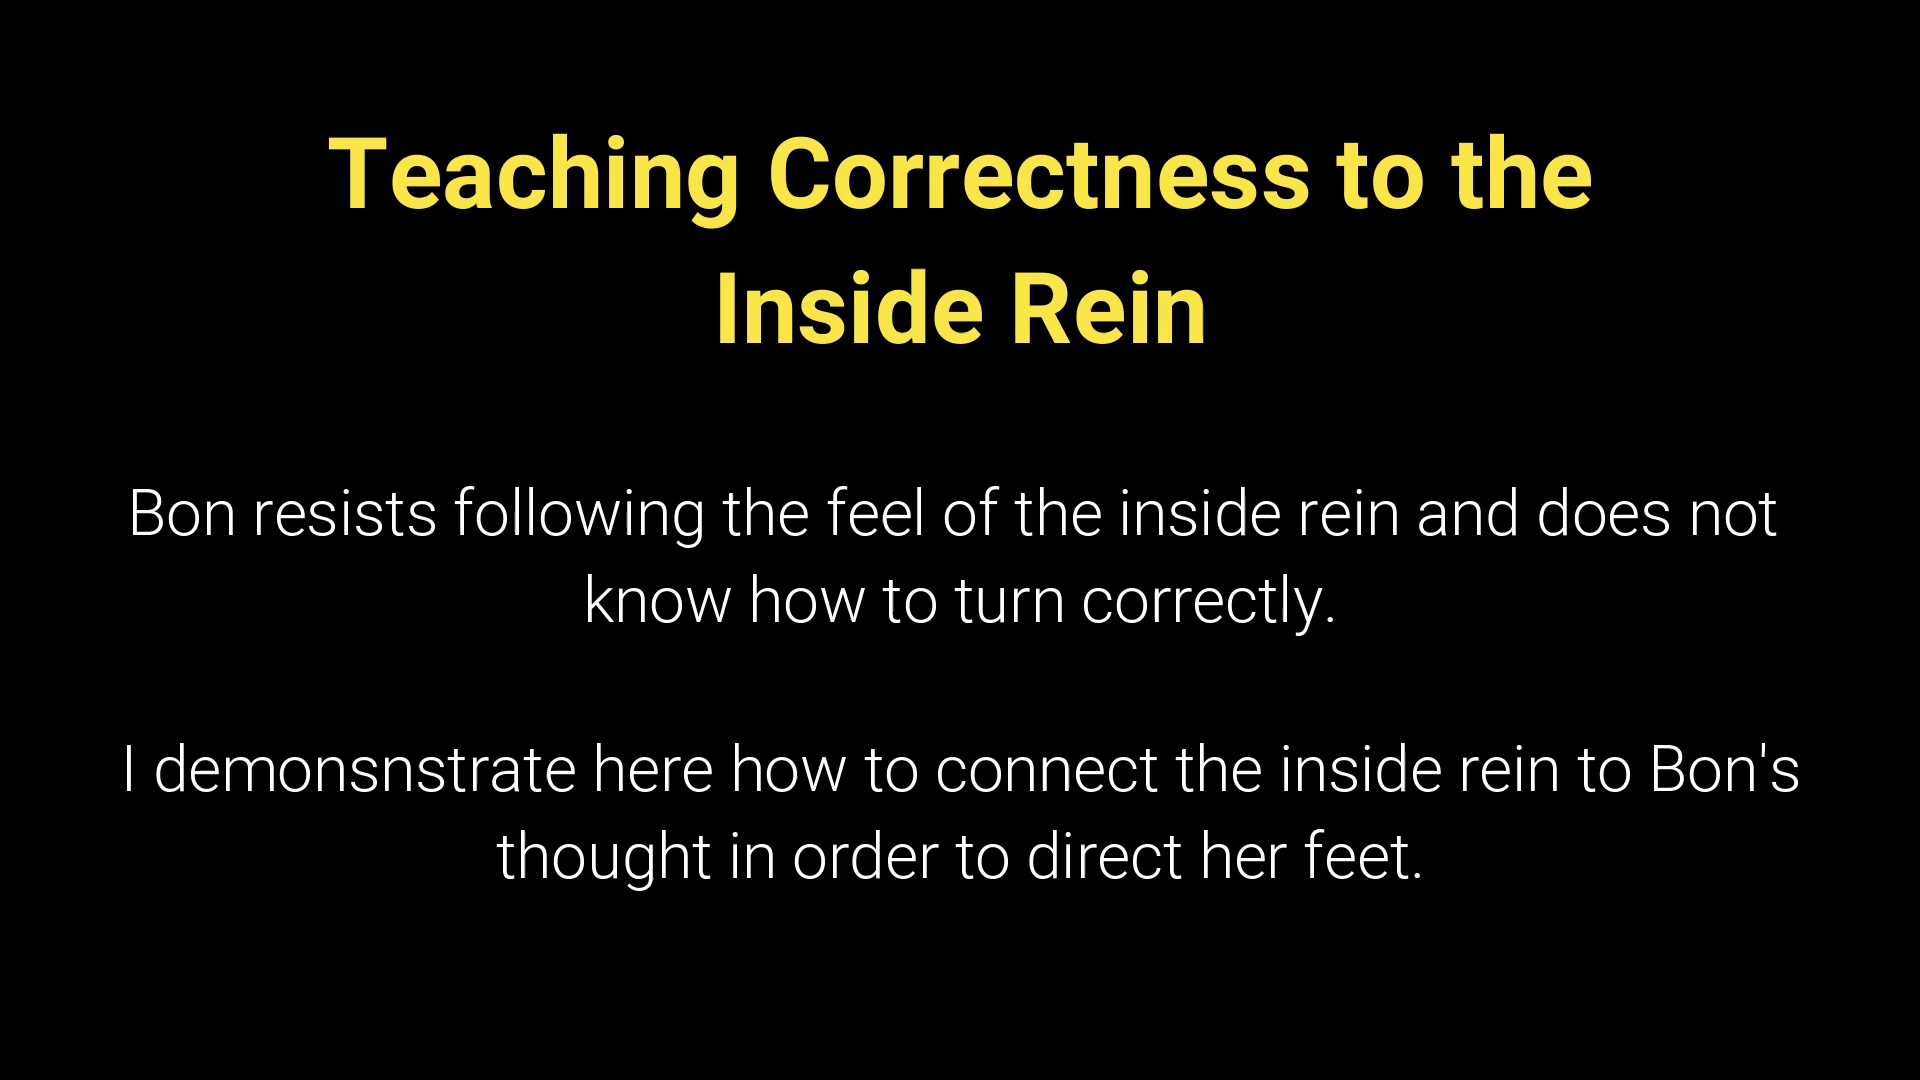 Teaching Correctness to the
Inside Rein
Bon resists following the feel of the inside rein and does not
know how to turn correctly.
I demonsnstrate here how to connect the inside rein to Bon's
thought in order to direct her feet.